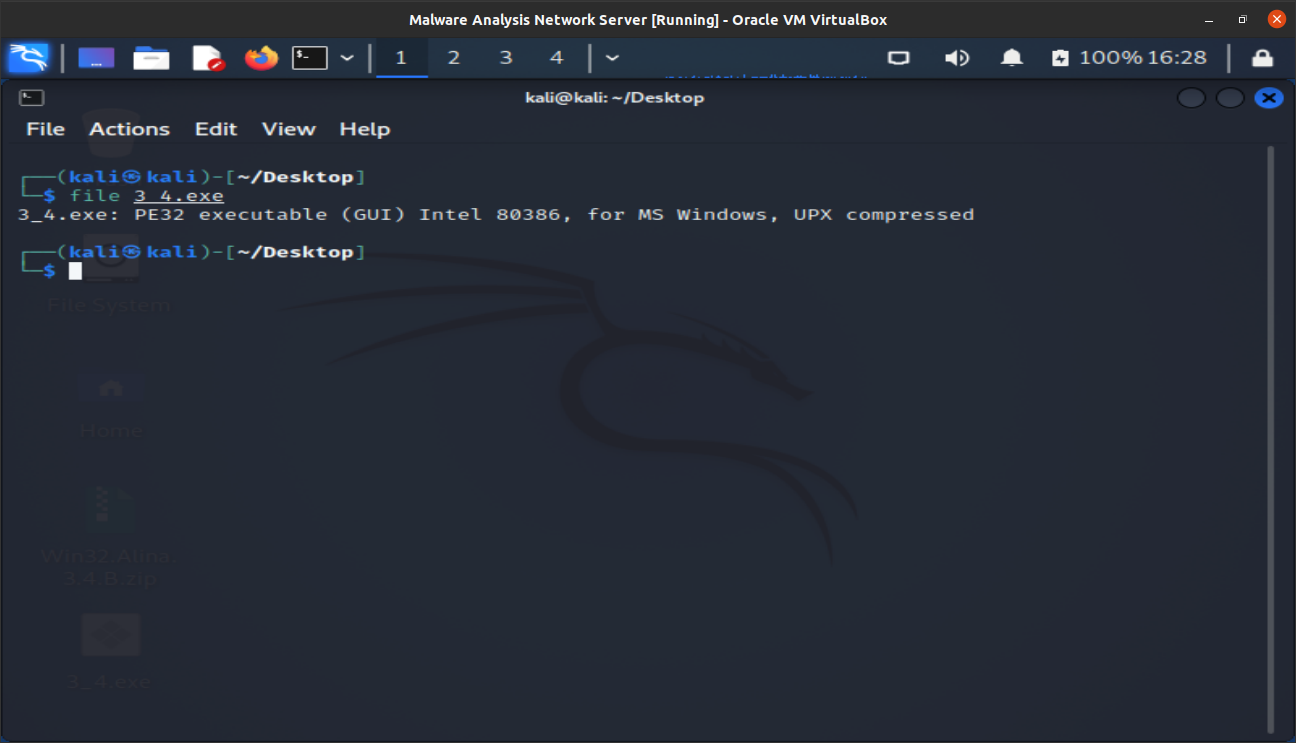 Malware Analysis Network Server [Running] - Oracle VM VirtualBox
1 2 3 4 100% 16:28
kali@kali: ~/Desktop
File Actions Edit View Help
┌──(kali㉿kali)-[~/Desktop]
└─$ file 3_4.exe
3_4.exe: PE32 executable (GUI) Intel 80386, for MS Windows, UPX compressed
┌──(kali㉿kali)-[~/Desktop]
└─$
File System
Home
Win32.Alina.
3.4.B.zip
3_4.exe